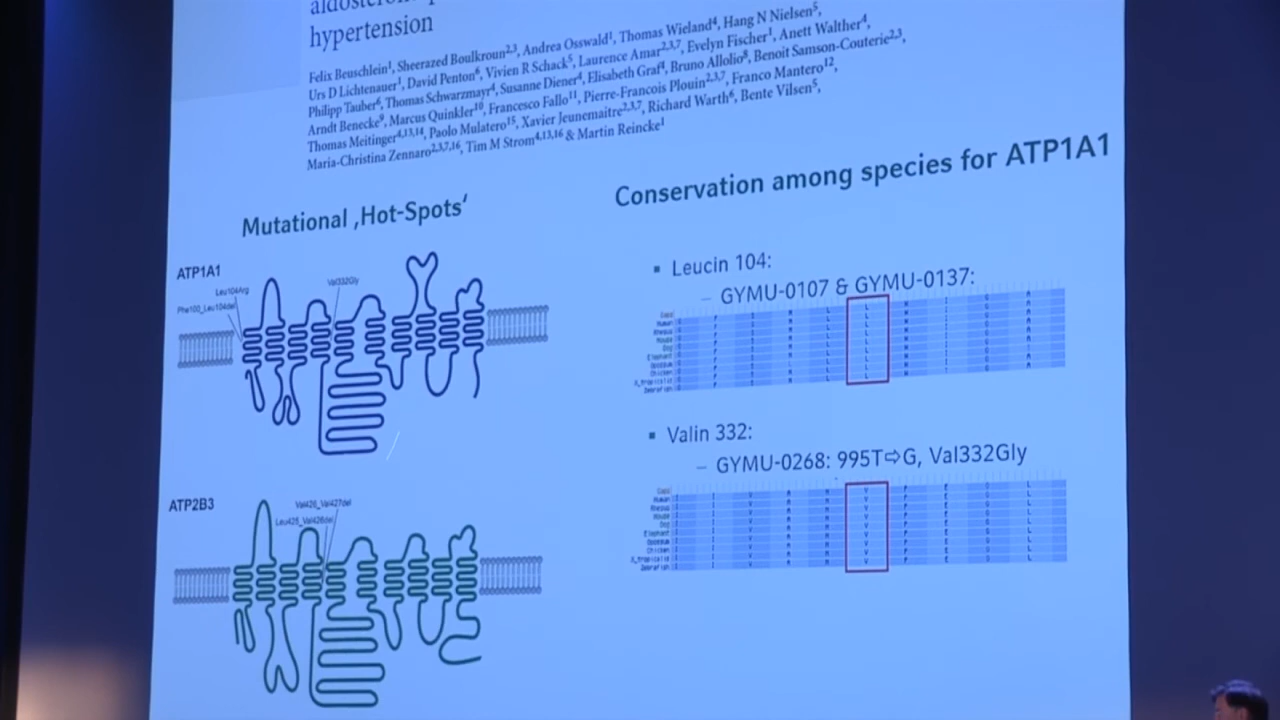 hypertension
Felix Beuschlein¹, Sheerazed Boulkroun²,³, Andrea Osswald¹, Thomas Wieland⁴, Hang N Nielsen⁵,
Urs D Lichtenauer¹, David Penton⁶, Vivien R Schack⁵, Laurence Amar²,³,⁷, Evelyn Fischer¹, Anett Walther⁴,
Philipp Tauber⁶, Thomas Schwarzmayr⁴, Susanne Diener⁴, Elisabeth Graf⁴, Bruno Allolio⁸, Benoit Samson-Couterie²,³,
Arndt Benecke⁹, Marcus Quinkler¹⁰, Francesco Fallo¹¹, Pierre-Francois Plouin²,³,⁷, Franco Mantero¹²,
Thomas Meitinger⁴,¹³,¹⁴, Paolo Mulatero¹⁵, Xavier Jeunemaitre²,³,⁷, Richard Warth⁶, Bente Vilsen⁵,
Maria-Christina Zennaro²,³,⁷,¹⁶, Tim M Strom⁴,¹³,¹⁶ & Martin Reincke¹
Mutational ‚Hot-Spots‘
ATP1A1
Leu104Arg
Phe100_Leu104del
Val332Gly
ATP2B3
Val426_Val427del
Leu425_Val426del
Conservation among species for ATP1A1
▪ Leucin 104:
– GYMU-0107 & GYMU-0137:
▪ Valin 332:
– GYMU-0268: 995T⇨G, Val332Gly